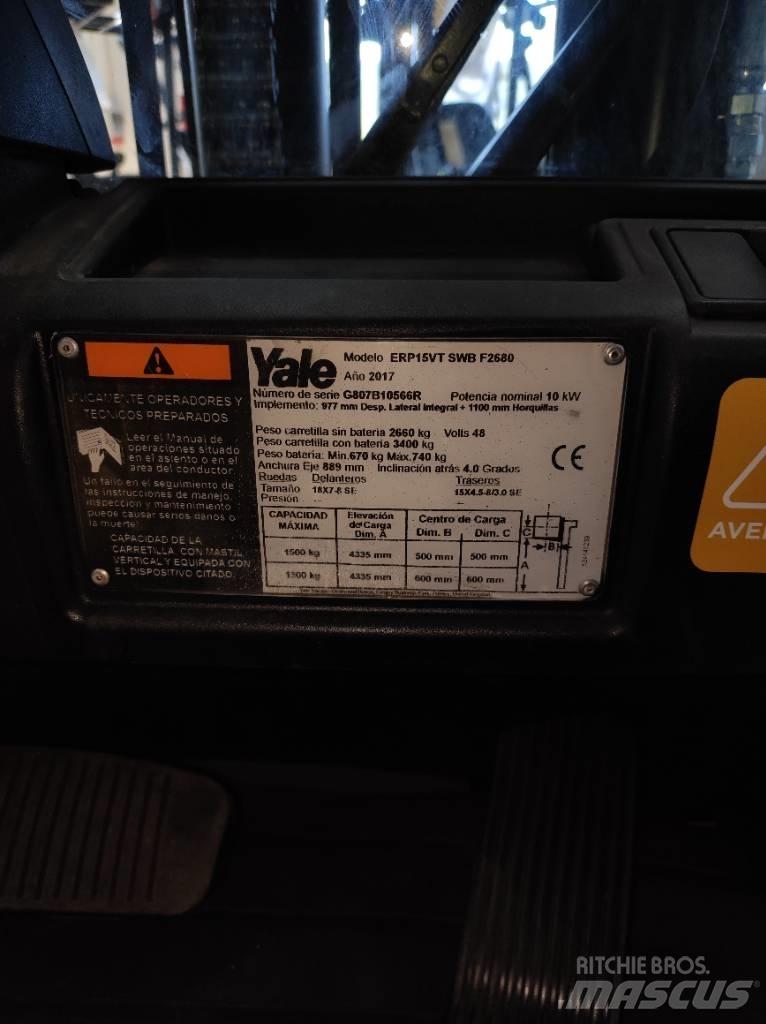 UNICAMENTE OPERADORES Y
TECNICOS PREPARADOS
Leer el Manual de
operaciones situado
en el asiento o en el
area del conductor.
Un fallo en el seguimiento de
las instrucciones de manejo,
inspeccion y mantenimiento
puede causar serios danos o
la muerte!
CAPACIDAD DE LA
CARRETILLA, CON MASTIL
VERTICAL Y EQUIPADA CON
EL DISPOSITIVO CITADO.
Yale
Modelo ERP15VT SWB F2680
Año 2017
Número de serie G807B10566R Potencia nominal 10 kW
Implemento: 977 mm Desp. Lateral Integral + 1100 mm Horquillas
Peso carretilla sin bateria 2660 kg Volts 48
Peso carretilla con bateria 3400 kg
Peso bateria: Min.670 kg Máx.740 kg
Anchura Eje 889 mm Inclinación atrás 4.0 Grados
Ruedas Delanteros Traseros
Tamaño 18X7-8 SE 15X4.5-8/3.0 SE
Presión
CAPACIDAD MÁXIMA
Elevación de Carga Dim. A
Centro de Carga
Dim. B Dim. C
1500 kg 4335 mm 500 mm 500 mm
1300 kg 4335 mm 600 mm 600 mm
CE
C
B
A
AVE
RITCHIE BROS.
MASCUS